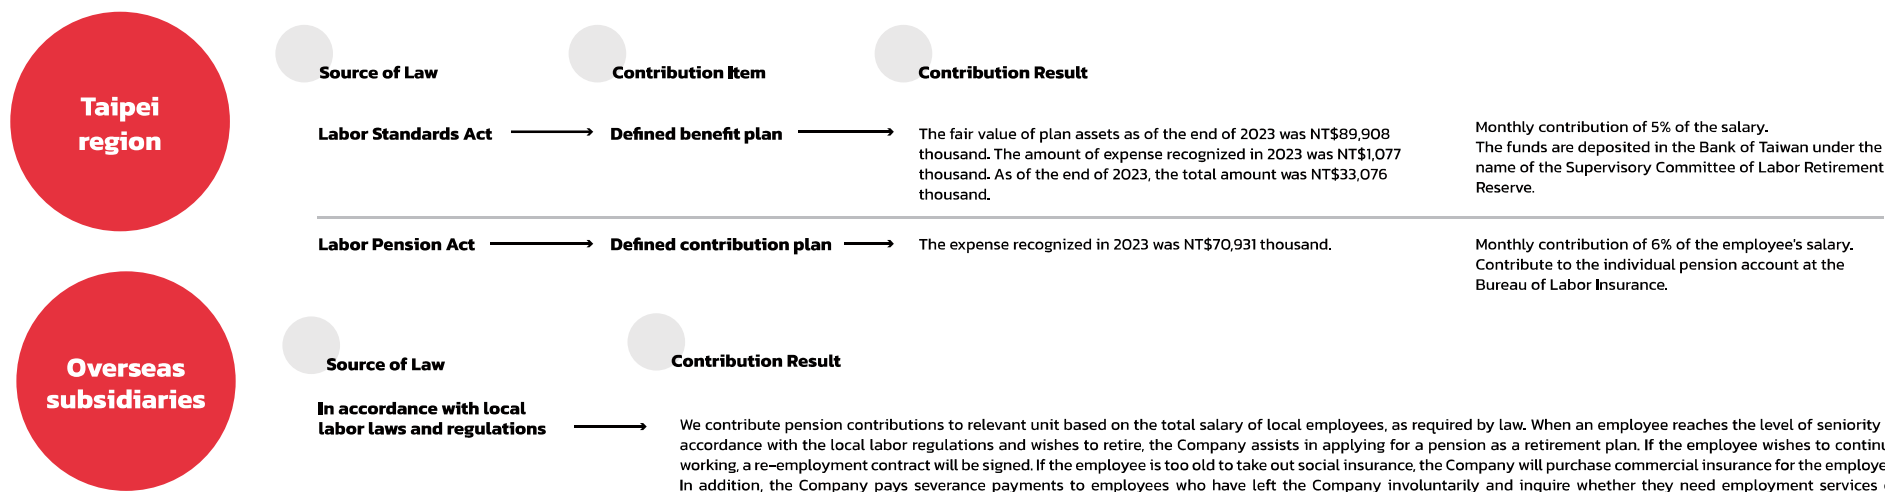 Taipei
region
Source of Law
Contribution Item
Contribution Result
Labor Standards Act
Defined benefit plan
The fair value of plan assets as of the end of 2023 was NT$89,908
thousand. The amount of expense recognized in 2023 was NT$1,077
thousand. As of the end of 2023, the total amount was NT$33,076
thousand.
Monthly contribution of 5% of the salary.
The funds are deposited in the Bank of Taiwan under the
name of the Supervisory Committee of Labor Retirement
Reserve.
Labor Pension Act
Defined contribution plan
The expense recognized in 2023 was NT$70,931 thousand.
Monthly contribution of 6% of the employee's salary.
Contribute to the individual pension account at the
Bureau of Labor Insurance.
Overseas
subsidiaries
Source of Law
Contribution Result
In accordance with local
labor laws and regulations
We contribute pension contributions to relevant unit based on the total salary of local employees, as required by law. When an employee reaches the level of seniority
accordance with the local labor regulations and wishes to retire, the Company assists in applying for a pension as a retirement plan. If the employee wishes to
working, a re-employment contract will be signed. If the employee is too old to take out social insurance, the Company will purchase commercial insurance for the
In addition, the Company pays severance payments to employees who have left the Company involuntarily and inquire whether they need employment services